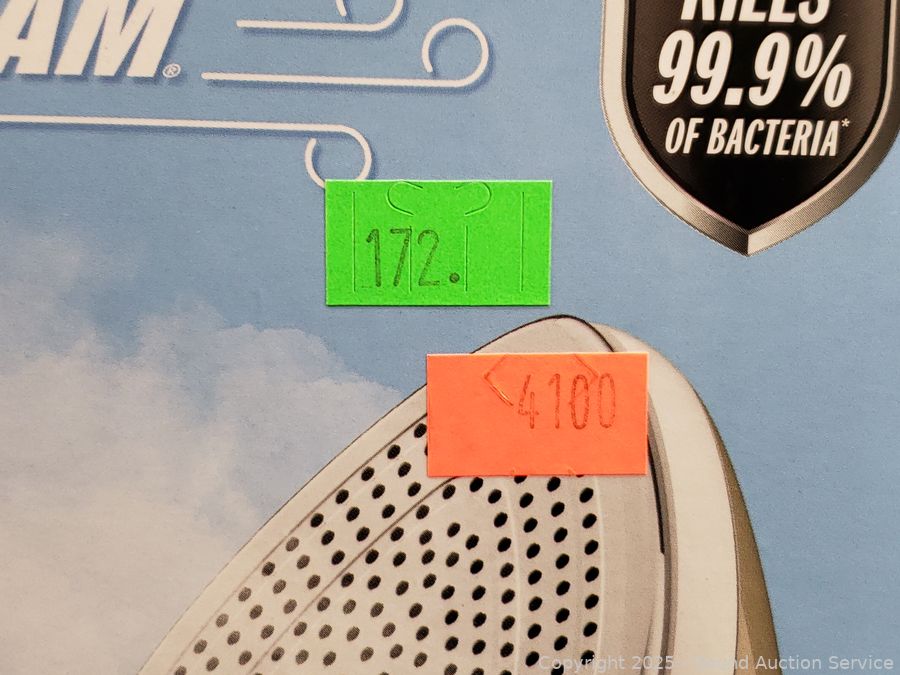 AM®
KILLS
99.9%
OF BACTERIA*
172.
4100
Copyright 2025
Auction Service